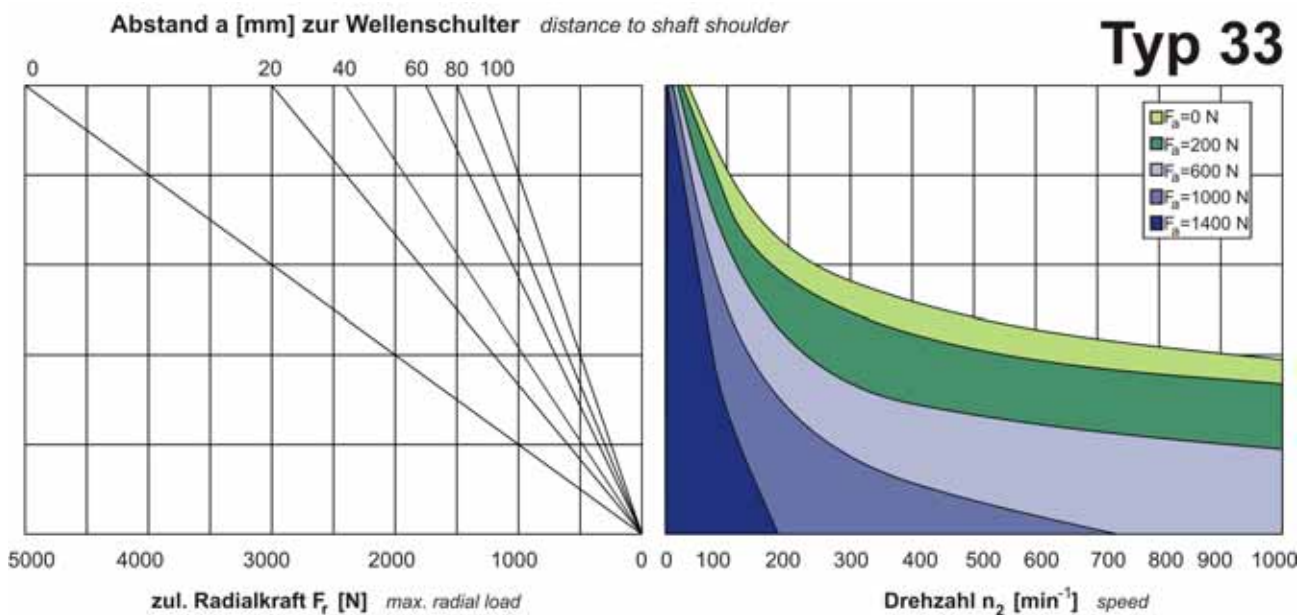 Abstand a [mm] zur Wellenschulter distance to shaft shoulder
Typ 33
0 20 40 60 80 100
Fa=0 N
Fa=200 N
Fa=600 N
Fa=1000 N
Fa=1400 N
5000 4000 3000 2000 1000 0
0 100 200 300 400 500 600 700 800 900 1000
zul. Radialkraft Fr [N] max. radial load
Drehzahl n2 [min-1] speed